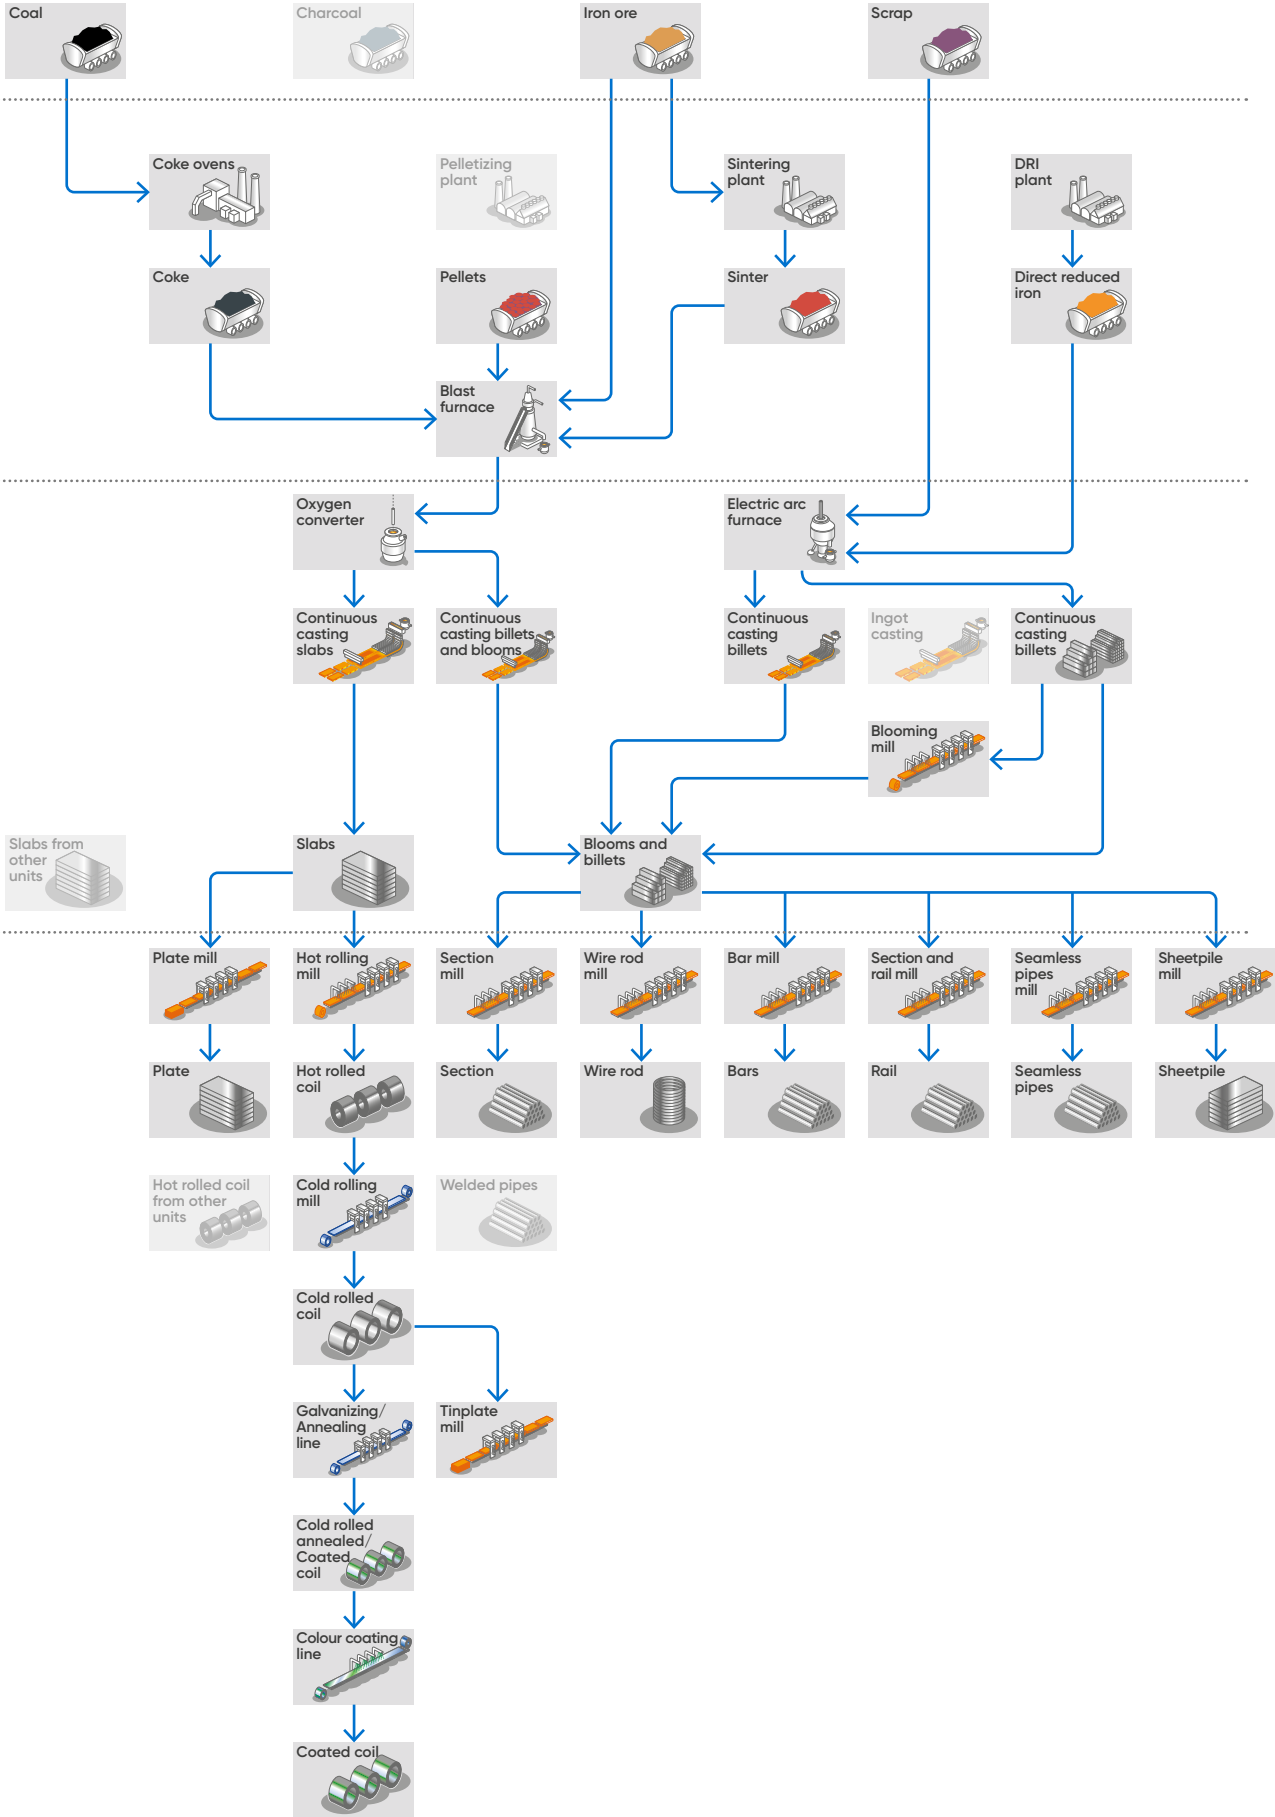 Coal
Charcoal
Iron ore
Scrap
Coke ovens
Pelletizing
plant
Sintering
plant
DRI
plant
Coke
Pellets
Sinter
Direct reduced
iron
Blast
furnace
Oxygen
converter
Electric arc
furnace
Continuous
casting
slabs
Continuous
casting billets
and blooms
Continuous
casting
billets
Ingot
casting
Continuous
casting
billets
Blooming
mill
Slabs from
other
units
Slabs
Blooms and
billets
Plate mill
Hot rolling
mill
Section
mill
Wire rod
mill
Bar mill
Section and
rail mill
Seamless
pipes
mill
Sheetpile
mill
Plate
Hot rolled
coil
Section
Wire rod
Bars
Rail
Seamless
pipes
Sheetpile
Hot rolled coil
from other
units
Cold rolling
mill
Welded pipes
Cold rolled
coil
Galvanizing/
Annealing
line
Tinplate
mill
Cold rolled
annealed/
Coated
coil
Colour coating
line
Coated coil